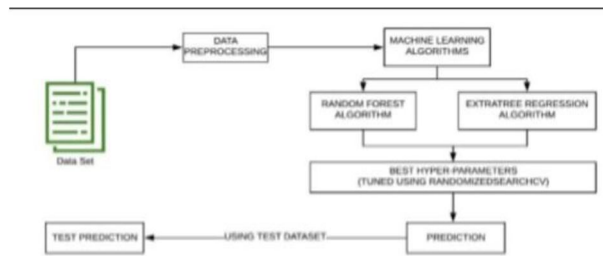 DATA
PREPROCESSING
MACHINE LEARNING
ALGORITHMS
RANDOM FOREST
ALGORITHM
EXTRATREE REGRESSION
ALGORITHM
Data Set
BEST HYPER-PARAMETERS
(TUNED USING RANDOMIZEDSEARCHCV)
TEST PREDICTION
USING TEST DATASET
PREDICTION